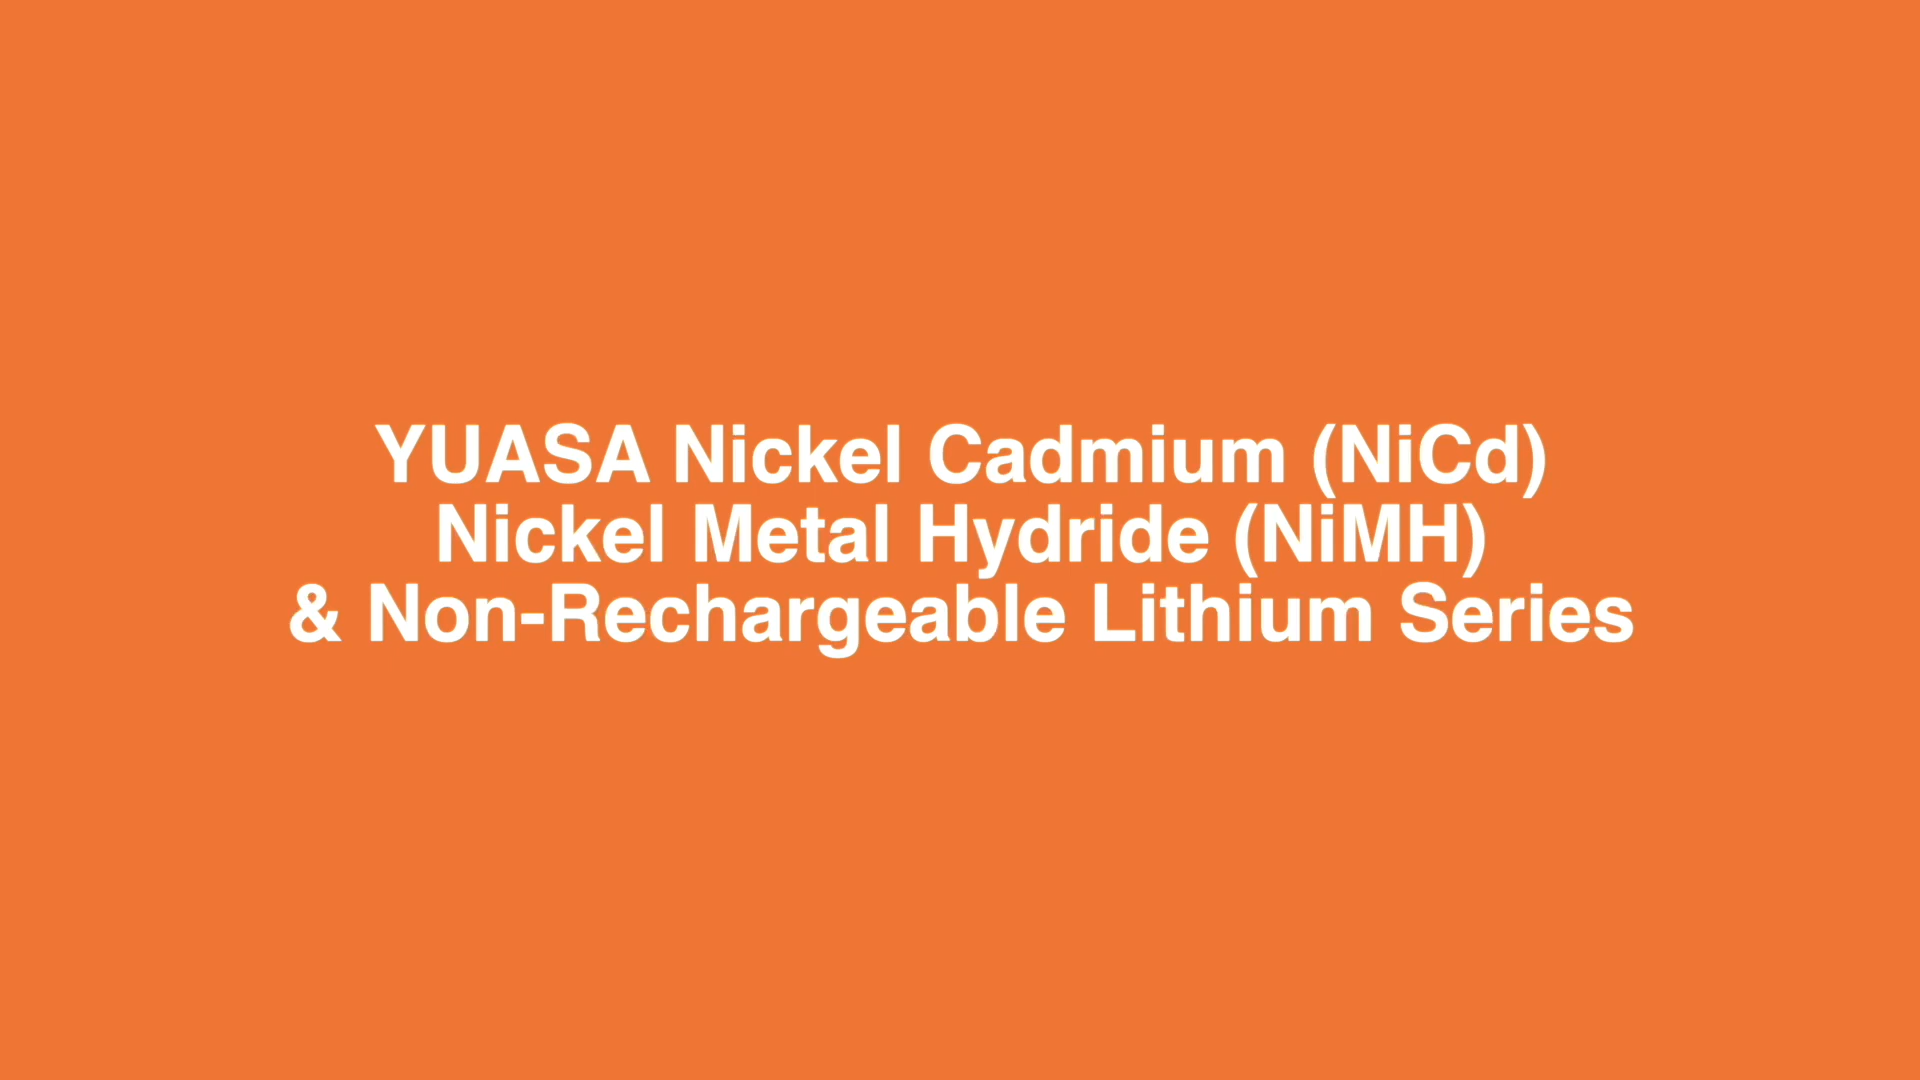 YUASA Nickel Cadmium (NiCd)
Nickel Metal Hydride (NiMH)
& Non-Rechargeable Lithium Series